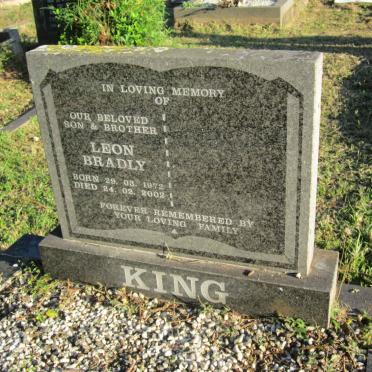 IN LOVING MEMORY
OF
OUR BELOVED
SON & BROTHER
LEON
BRADLY
BORN 29. 03. 1972
DIED 24. 02. 2002
FOREVER REMEMBERED BY
YOUR LOVING FAMILY
KING